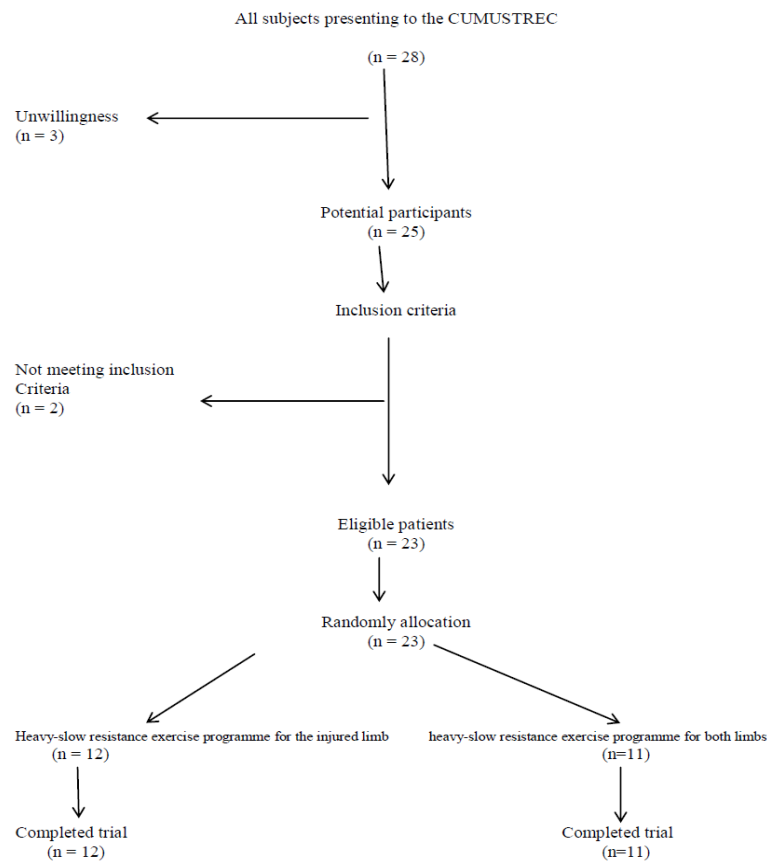 All subjects presenting to the CUMUSTREC
(n = 28)
Unwillingness
(n = 3)
Potential participants
(n = 25)
Inclusion criteria
Not meeting inclusion
Criteria
(n = 2)
Eligible patients
(n = 23)
Randomly allocation
(n = 23)
Heavy-slow resistance exercise programme for the injured limb
(n = 12)
heavy-slow resistance exercise programme for both limbs
(n=11)
Completed trial
(n = 12)
Completed trial
(n=11)